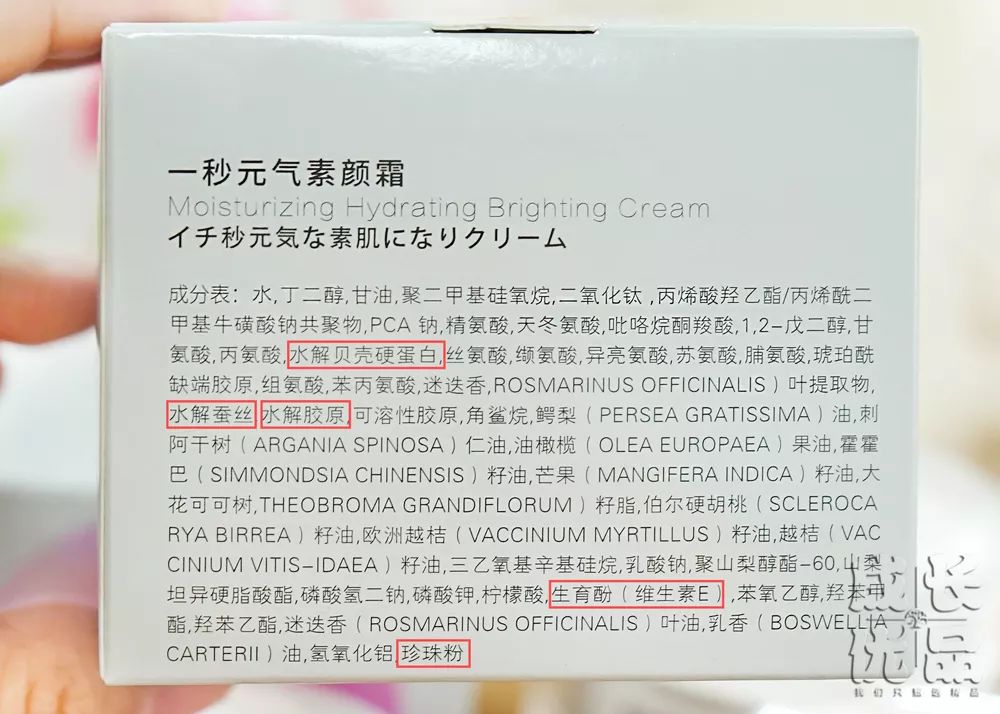 一秒元气素颜霜
Moisturizing Hydrating Brighting Cream
イチ秒元気な素肌になりクリーム
成分表：水,丁二醇,甘油,聚二甲基硅氧烷,二氧化钛,丙烯酸羟乙酯/丙烯酰二
甲基牛磺酸钠共聚物,PCA 钠,精氨酸,天冬氨酸,吡咯烷酮羧酸,1,2-戊二醇,甘
氨酸,丙氨酸,水解贝壳硬蛋白,丝氨酸,缬氨酸,异亮氨酸,苏氨酸,脯氨酸,琥珀酰
缺端胶原,组氨酸,苯丙氨酸,迷迭香,ROSMARINUS OFFICINALIS）叶提取物,
水解蚕丝,水解胶原,可溶性胶原,角鲨烷,鳄梨（PERSEA GRATISSIMA）油,刺
阿干树（ARGANIA SPINOSA）仁油,油橄榄（OLEA EUROPAEA）果油,霍霍
巴（SIMMONDSIA CHINENSIS）籽油,芒果（MANGIFERA INDICA）籽油,大
花可可树,THEOBROMA GRANDIFLORUM）籽脂,伯尔硬胡桃（SCLEROCA
RYA BIRREA）籽油,欧洲越桔（VACCINIUM MYRTILLUS）籽油,越桔（VAC
CINIUM VITIS-IDAEA）籽油,三乙氧基辛基硅烷,乳酸钠,聚山梨醇酯-60,山梨
坦异硬脂酸酯,磷酸氢二钠,磷酸钾,柠檬酸,生育酚（维生素E）,苯氧乙醇,羟苯甲
酯,羟苯乙酯,迷迭香（ROSMARINUS OFFICINALIS）叶油,乳香（BOSWELLIA
CARTERII）油,氢氧化铝,珍珠粉
成长
优品
我们只标签精品